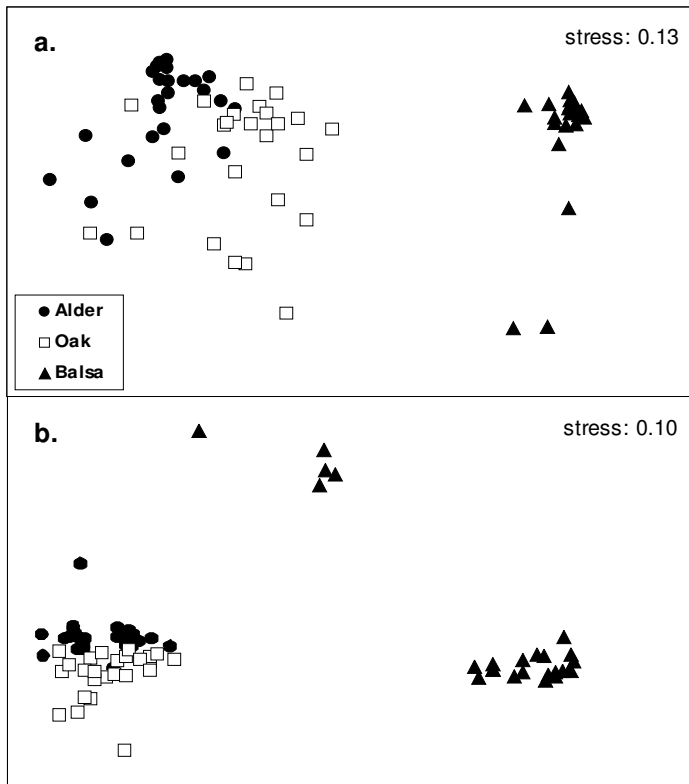 a.
stress: 0.13
Alder
Oak
Balsa
b.
stress: 0.10